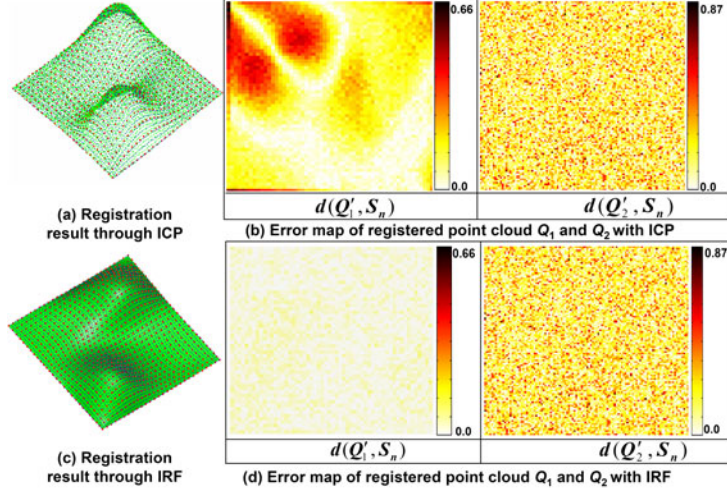 0.66
0.0
0.87
0.0
d(Q′₁, Sₙ)
d(Q′₂, Sₙ)
(a) Registration
result through ICP
(b) Error map of registered point cloud Q₁ and Q₂ with ICP
0.66
0.0
0.87
0.0
d(Q′₁, Sₙ)
d(Q′₂, Sₙ)
(c) Registration
result through IRF
(d) Error map of registered point cloud Q₁ and Q₂ with IRF